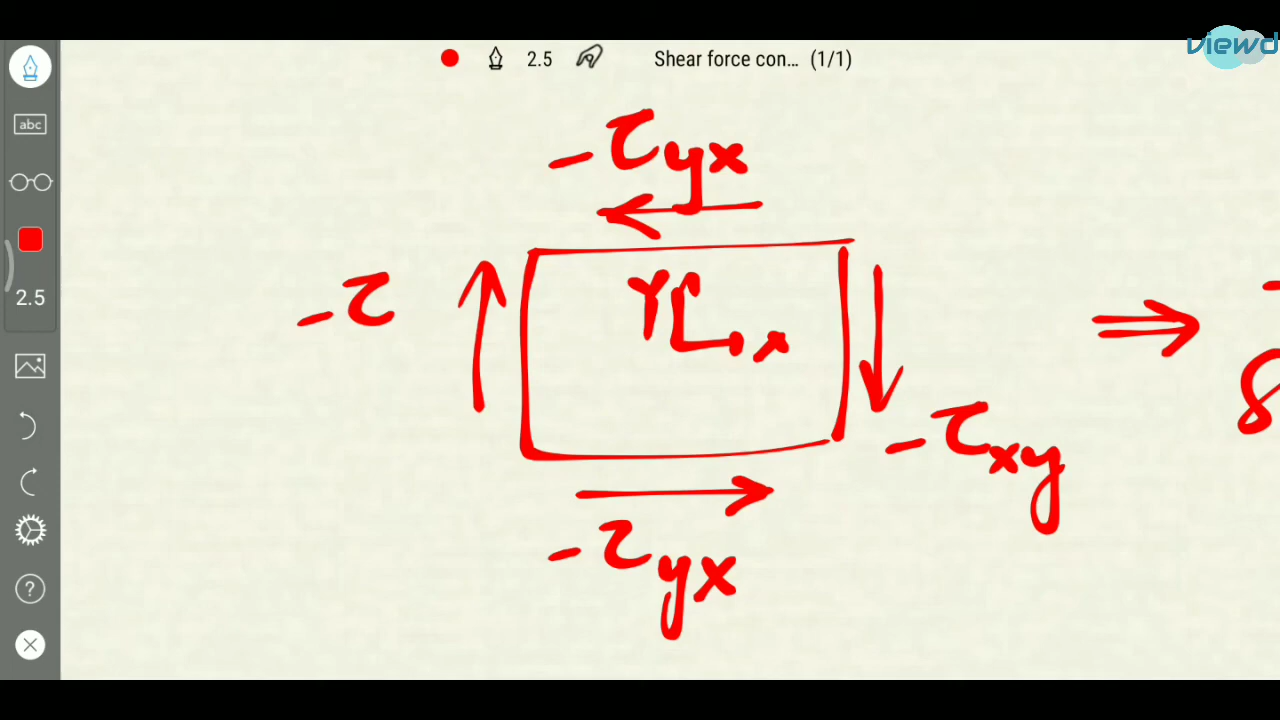 viewd
2.5 Shear force con... (1/1)
abc
2.5
-τyx
-τ
Y
x
-τxy
-τyx
?